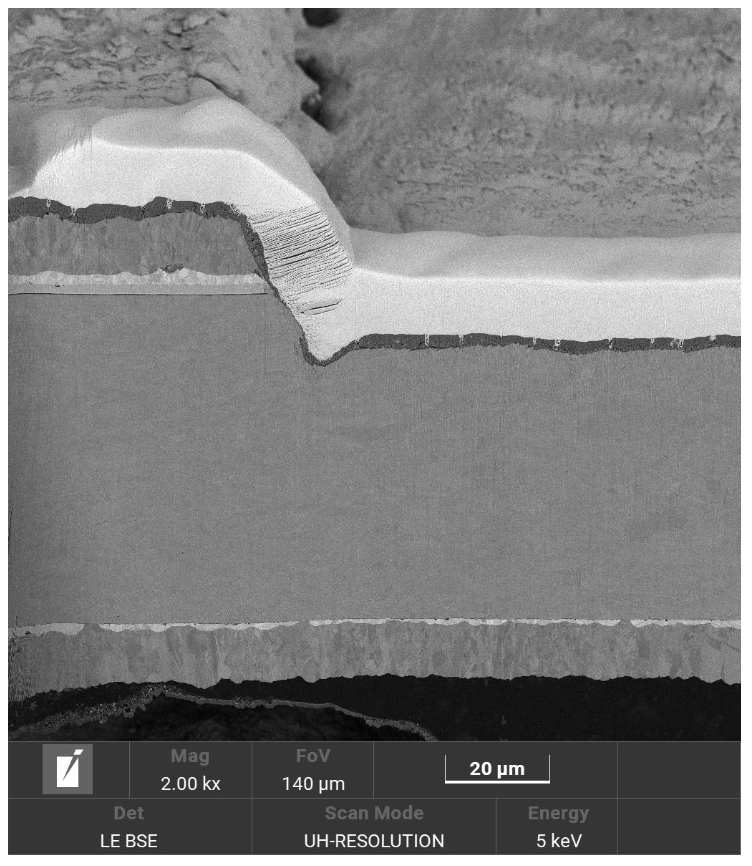 Mag
2.00 kx
FoV
140 µm
20 µm
Det
LE BSE
Scan Mode
UH-RESOLUTION
Energy
5 keV